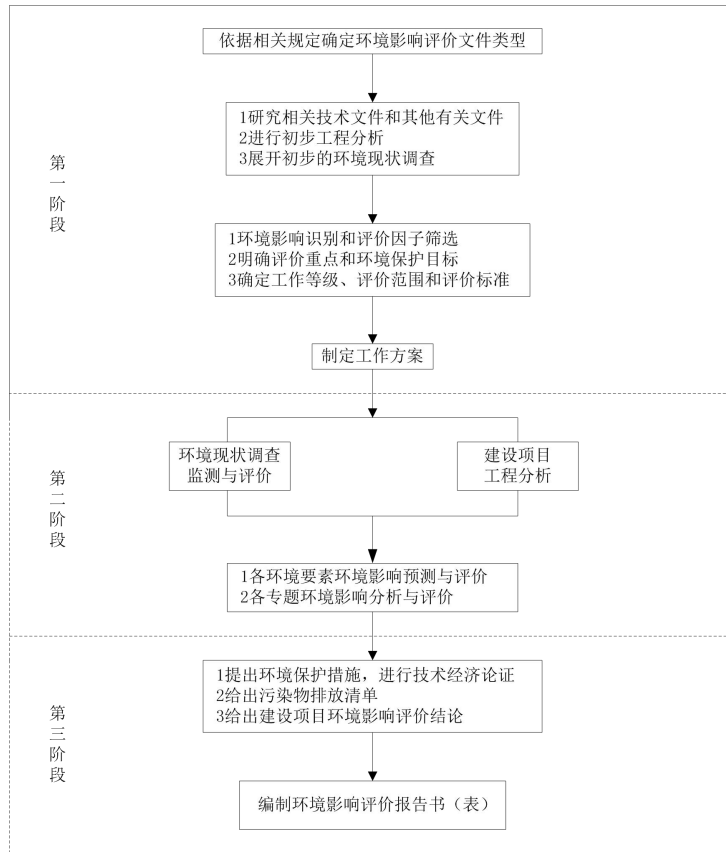 依据相关规定确定环境影响评价文件类型
1研究相关技术文件和其他有关文件
2进行初步工程分析
3展开初步的环境现状调查
第一阶段
1环境影响识别和评价因子筛选
2明确评价重点和环境保护目标
3确定工作等级、评价范围和评价标准
制定工作方案
环境现状调查
监测与评价
建设项目
工程分析
第二阶段
1各环境要素环境影响预测与评价
2各专题环境影响分析与评价
1提出环境保护措施，进行技术经济论证
2给出污染物排放清单
3给出建设项目环境影响评价结论
第三阶段
编制环境影响评价报告书（表）